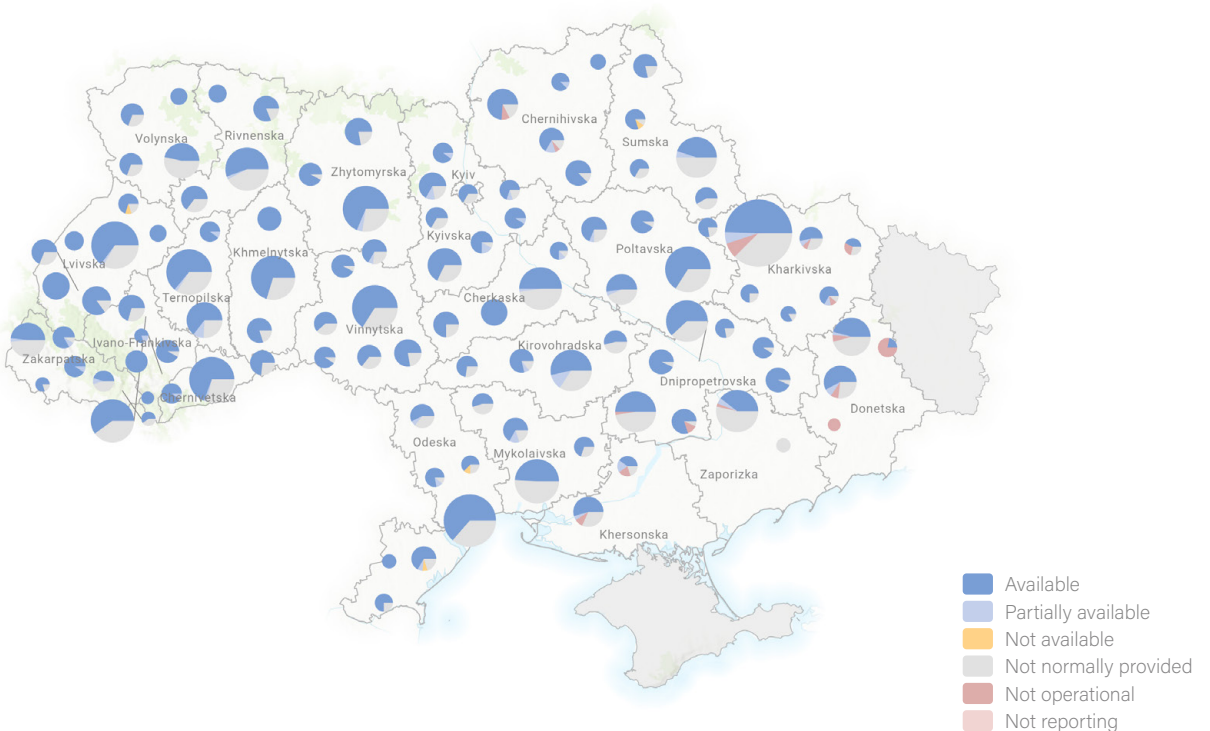 Chernihivska
Volynska
Rivnenska
Sumska
Zhytomyrska
Kyiv
Kyivska
Poltavska
Khmelnytska
Lvivska
Kharkivska
Ternopilska
Cherkaska
Vinnytska
Ivano-Frankivska
Kirovohradska
Zakarpatska
Dnipropetrovska
Chernivetska
Donetska
Odeska
Mykolaivska
Zaporizka
Khersonska
Available
Partially available
Not available
Not normally provided
Not operational
Not reporting